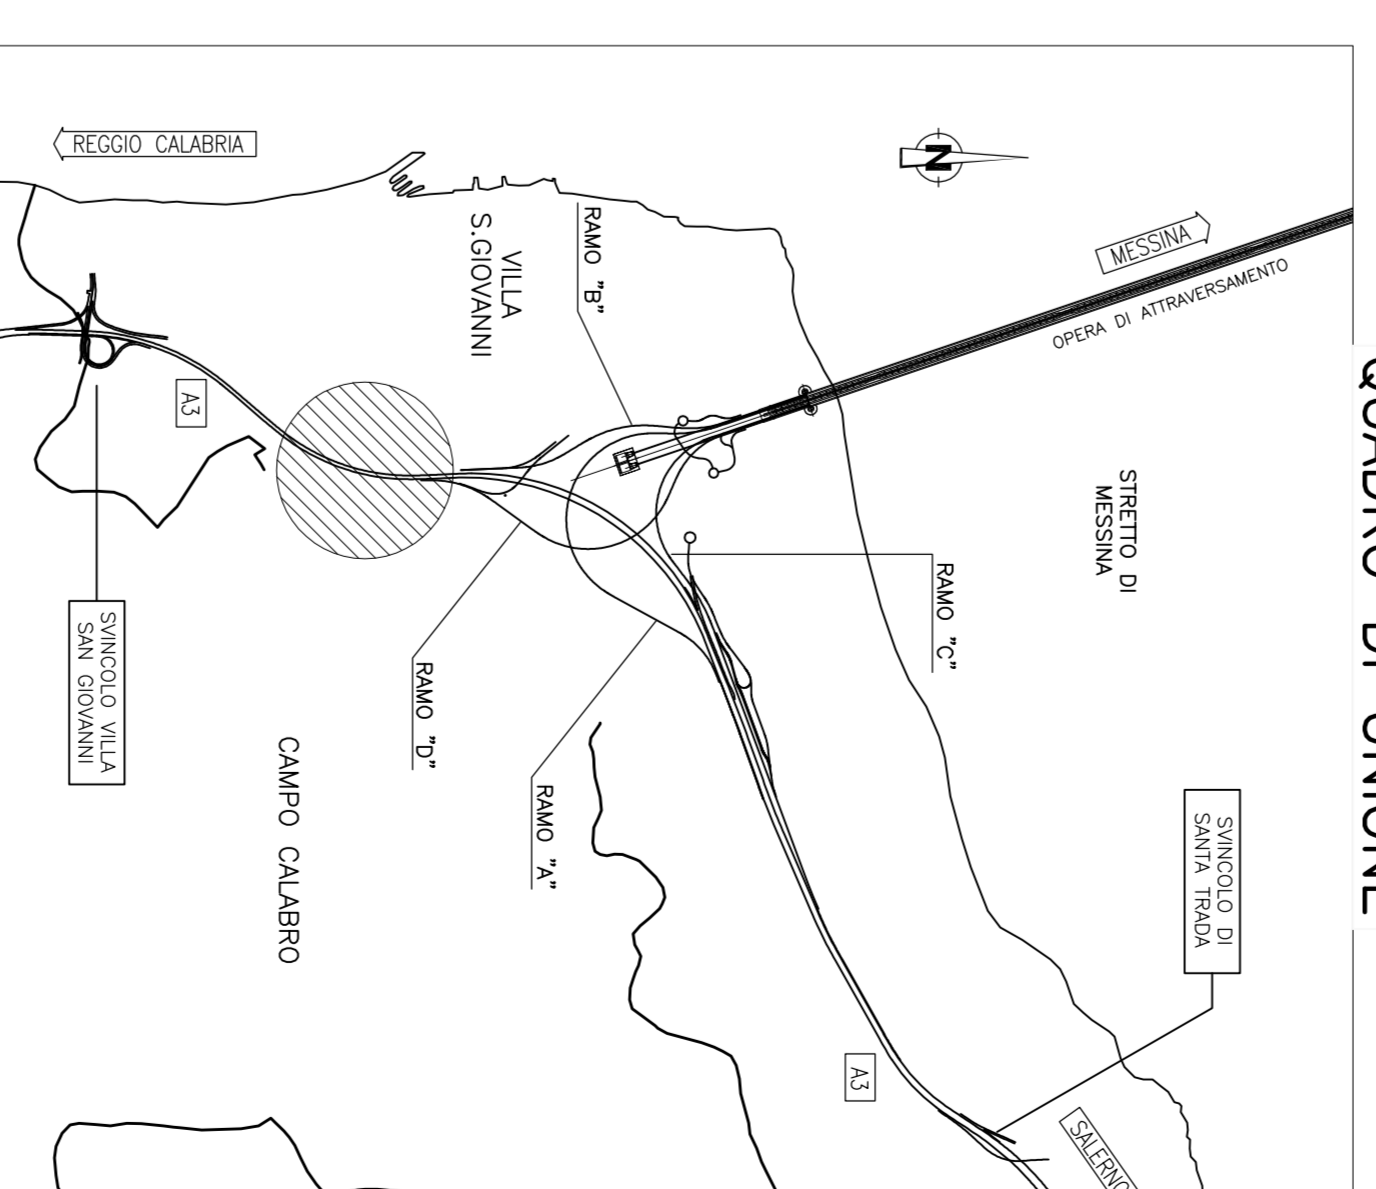 QUADRO DI UNIONE
REGGIO CALABRIA
N
MESSINA
OPERA DI ATTRAVERSAMENTO
VILLA
S.GIOVANNI
RAMO "B"
A3
STRETTO DI
MESSINA
RAMO "C"
SVINCOLO VILLA
SAN GIOVANNI
RAMO "D"
CAMPO CALABRO
RAMO "A"
SVINCOLO DI
SANTA TRADA
A3
SALERNO